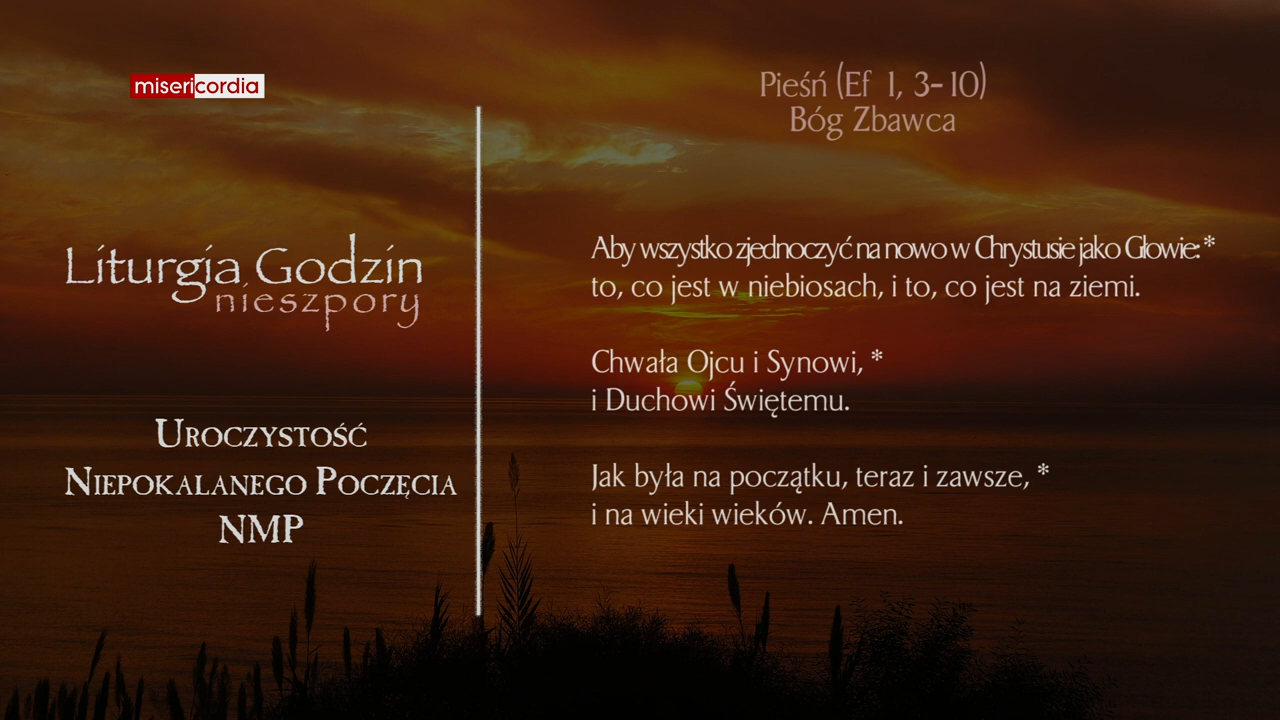 misericordia
Liturgia Godzin
nieszpory
Uroczystość
Niepokalanego Poczęcia
NMP
Pieśń (Ef 1, 3-10)
Bóg Zbawca
Aby wszystko zjednoczyć na nowo w Chrystusie jako Głowie: *
to, co jest w niebiosach, i to, co jest na ziemi.
Chwała Ojcu i Synowi, *
i Duchowi Świętemu.
Jak była na początku, teraz i zawsze, *
i na wieki wieków. Amen.